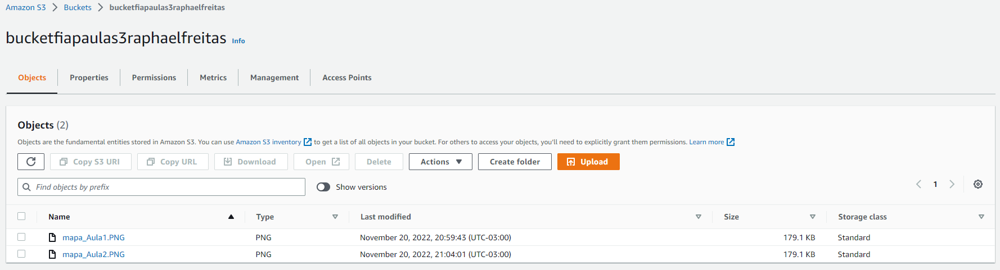 Amazon S3 > Buckets > bucketfiapaulas3raphaelfreitas
bucketfiapaulas3raphaelfreitas Info
Objects Properties Permissions Metrics Management Access Points
Objects (2)
Objects are the fundamental entities stored in Amazon S3. You can use Amazon S3 inventory to get a list of all objects in your bucket. For others to access your objects, you'll need to explicitly grant them permissions. Learn more
Copy S3 URI Copy URL Download Open Delete Actions Create folder Upload
Find objects by prefix Show versions 1
Name Type Last modified Size Storage class
mapa_Aula1.PNG PNG November 20, 2022, 20:59:43 (UTC-03:00) 179.1 KB Standard
mapa_Aula2.PNG PNG November 20, 2022, 21:04:01 (UTC-03:00) 179.1 KB Standard